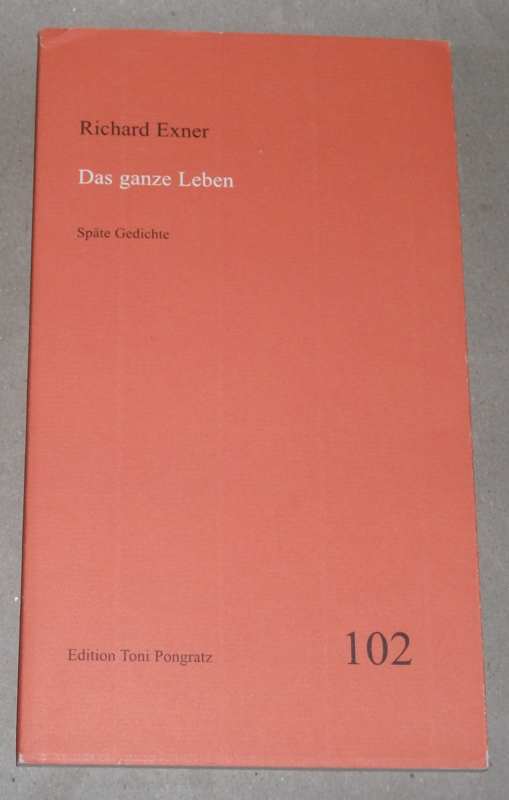 Richard Exner
Das ganze Leben
Späte Gedichte
Edition Toni Pongratz
102